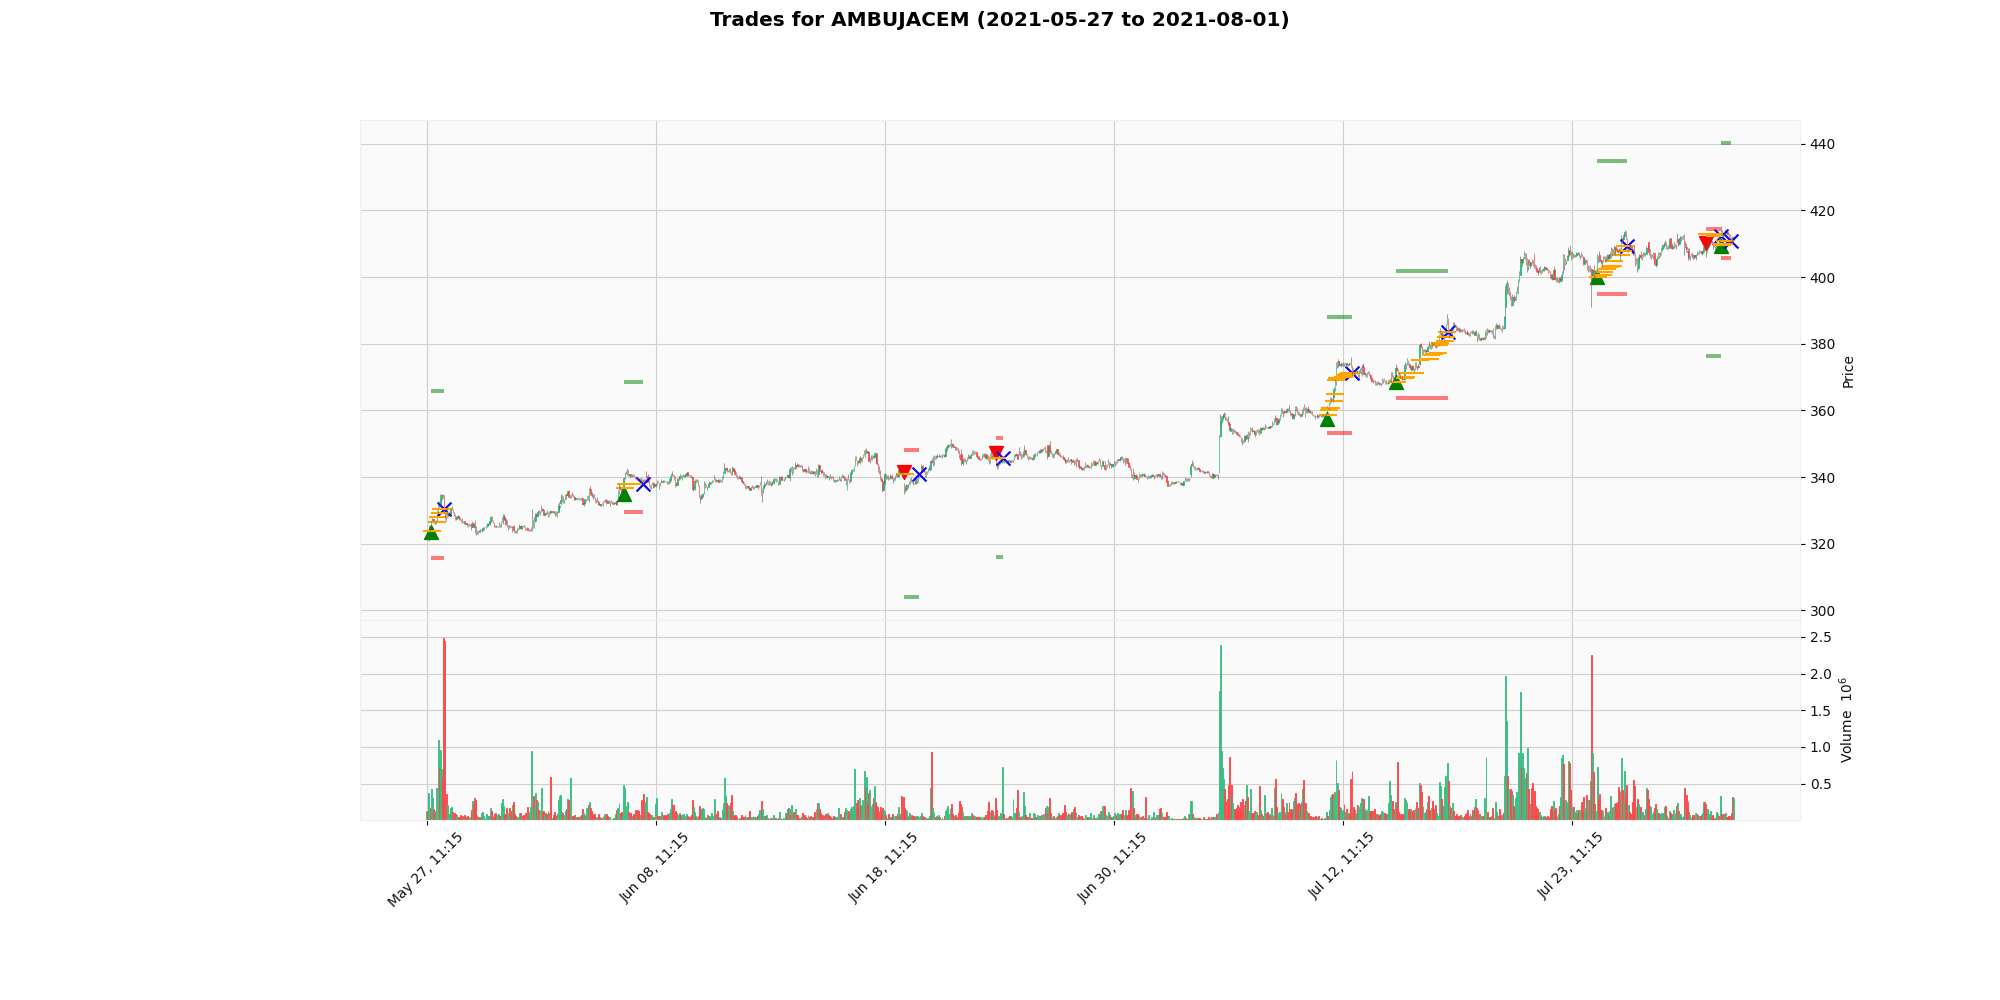 Trades for AMBUJACEM (2021-05-27 to 2021-08-01)
440
420
400
380
360
340
320
300
Price
2.5
2.0
1.5
1.0
0.5
Volume 10^6
May 27, 11:15
Jun 08, 11:15
Jun 18, 11:15
Jun 30, 11:15
Jul 12, 11:15
Jul 23, 11:15